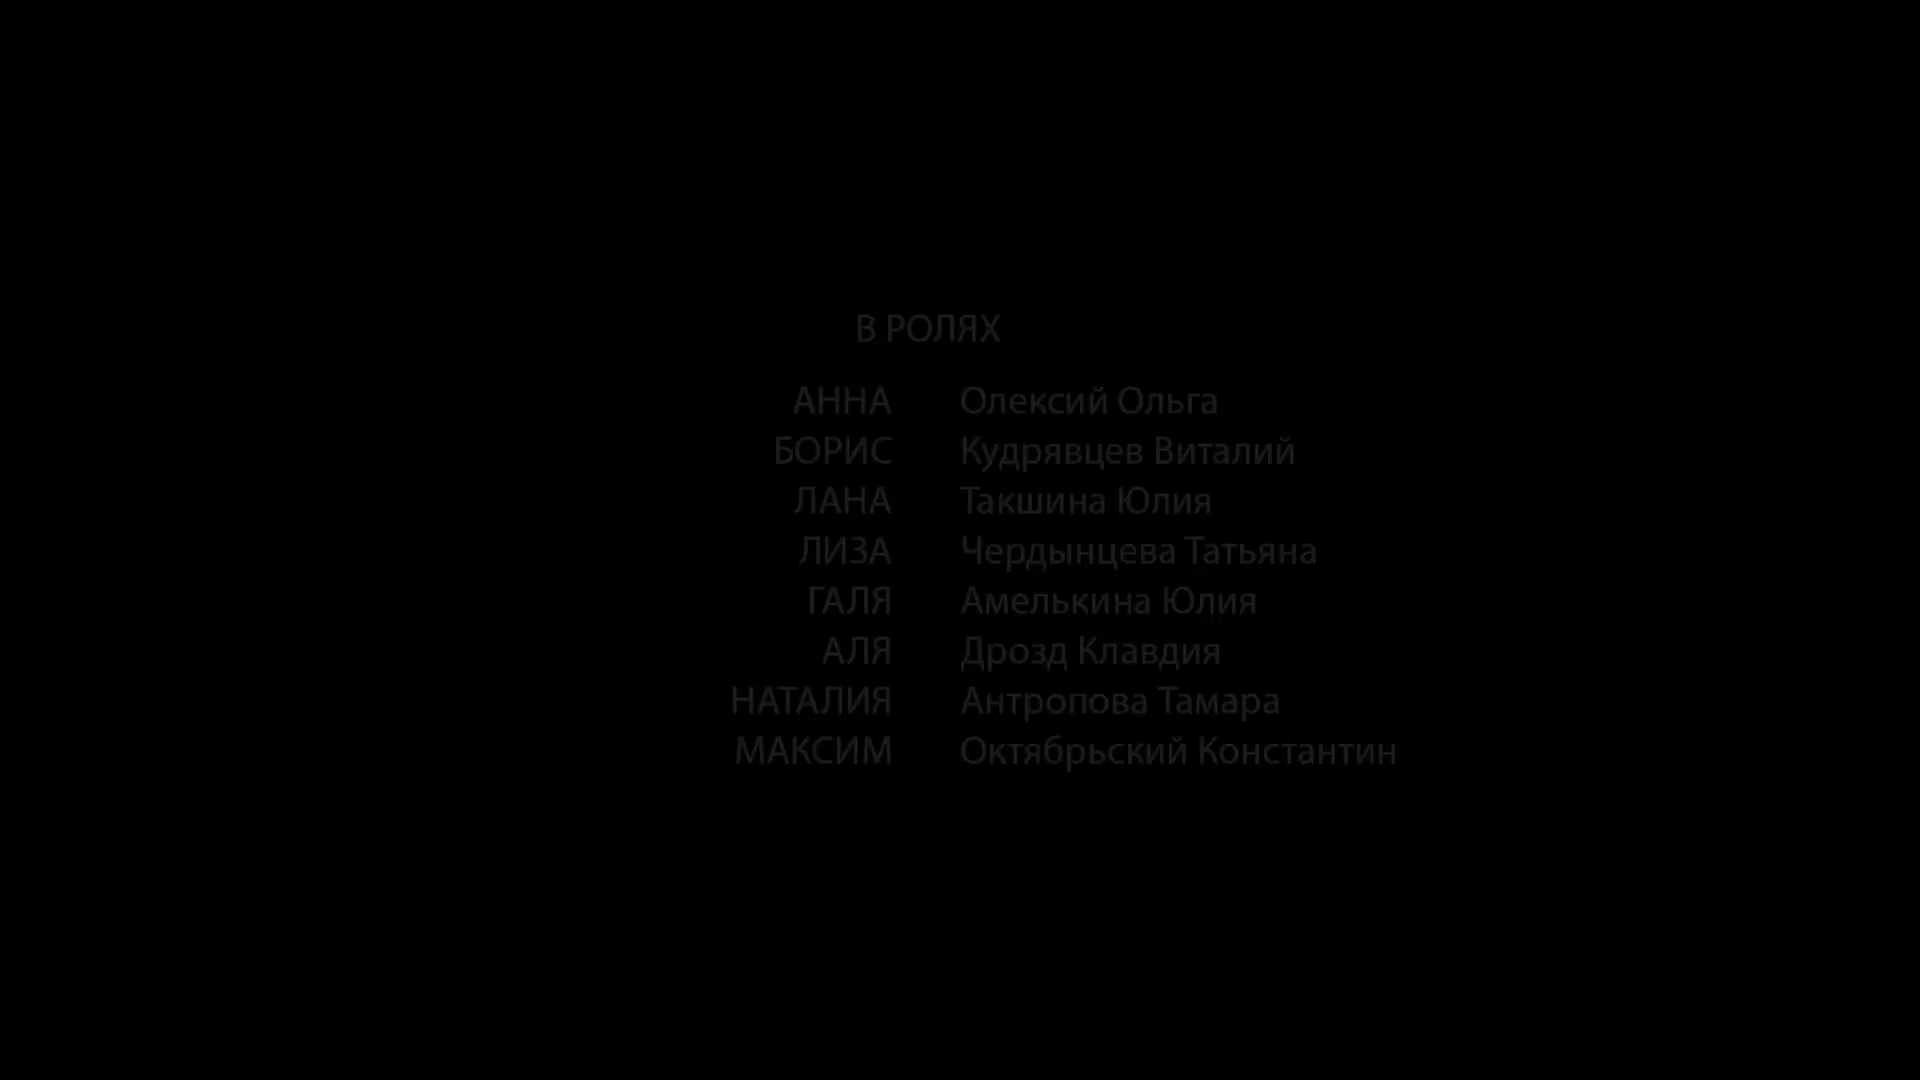 В РОЛЯХ
АННА Олексий Ольга
БОРИС Кудрявцев Виталий
ЛАНА Такшина Юлия
ЛИЗА Чердынцева Татьяна
ГАЛЯ Амелькина Юлия
АЛЯ Дрозд Клавдия
НАТАЛИЯ Антропова Тамара
МАКСИМ Октябрьский Константин